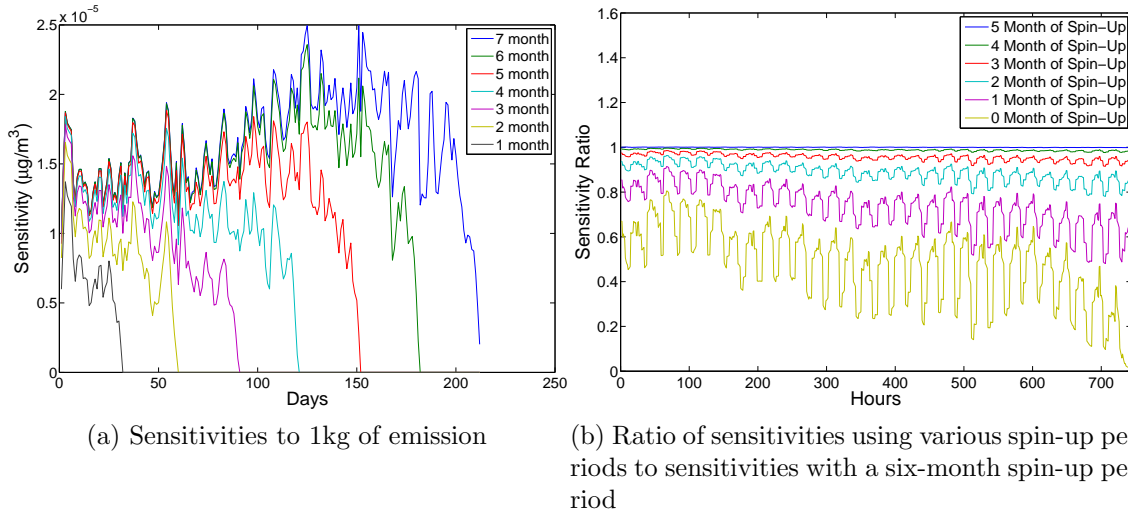 x 10⁻⁵
2.5
2
1.5
1
0.5
0
0 50 100 150 200 250
Sensitivity (µg/m³)
Days
7 month
6 month
5 month
4 month
3 month
2 month
1 month
(a) Sensitivities to 1kg of emission
1.6
1.4
1.2
1
0.8
0.6
0.4
0.2
0
0 100 200 300 400 500 600 700
Sensitivity Ratio
Hours
5 Month of Spin−Up
4 Month of Spin−Up
3 Month of Spin−Up
2 Month of Spin−Up
1 Month of Spin−Up
0 Month of Spin−Up
(b) Ratio of sensitivities using various spin-up pe
riods to sensitivities with a six-month spin-up pe
riod